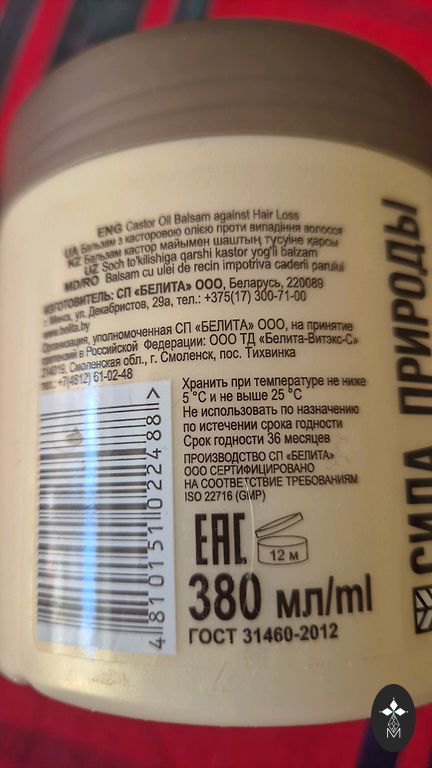 ENG Castor Oil Balsam against Hair Loss
UA Бальзам з касторовою олією проти випадіння волосся
KZ Бальзам кастор майымен шаштың түсуіне қарсы
UZ Soch to'kilishiga qarshi kastor yog'li balzam
MD/RO Balsam cu ulei de recin impotriva caderii parului
ИЗГОТОВИТЕЛЬ: СП «БЕЛИТА» ООО, Беларусь, 220089
г. Минск, ул. Декабристов, 29а, тел.: +375(17) 300-71-00
www.belita.by
Организация, уполномоченная СП «БЕЛИТА» ООО, на принятие
претензий в Российской Федерации: ООО ТД «Белита-Витэкс-С»
214019, Смоленская обл., г. Смоленск, пос. Тихвинка
тел.: +7(4812) 61-02-48
Хранить при температуре не ниже
5 °С и не выше 25 °С
Не использовать по назначению
по истечении срока годности
Срок годности 36 месяцев
ПРОИЗВОДСТВО СП «БЕЛИТА»
ООО СЕРТИФИЦИРОВАНО
НА СООТВЕТСТВИЕ ТРЕБОВАНИЯМ
ISO 22716 (GMP)
EAC
12 м
380 мл/ml
ГОСТ 31460-2012
4 810151 022488 >
СИЛА ПРИРОДЫ
M